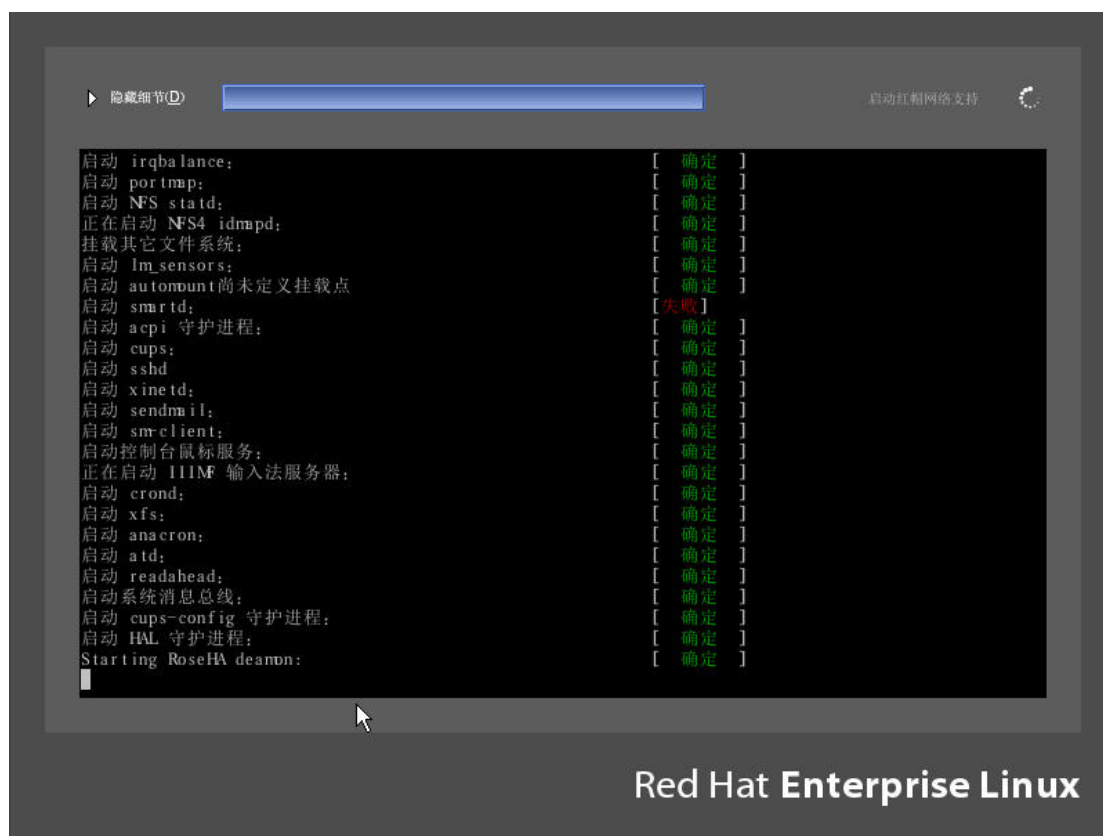 隐藏细节(D)
启动红帽网络支持
启动 irqbalance: [ 确定 ]
启动 portmap: [ 确定 ]
启动 NFS statd: [ 确定 ]
正在启动 NFS4 idmapd: [ 确定 ]
挂载其它文件系统: [ 确定 ]
启动 lm_sensors: [ 确定 ]
启动 automount尚未定义挂载点 [ 确定 ]
启动 smartd: [失败]
启动 acpi 守护进程: [ 确定 ]
启动 cups: [ 确定 ]
启动 sshd [ 确定 ]
启动 xinetd: [ 确定 ]
启动 sendmail: [ 确定 ]
启动 sm-client: [ 确定 ]
启动控制台鼠标服务: [ 确定 ]
正在启动 IIIMF 输入法服务器: [ 确定 ]
启动 crond: [ 确定 ]
启动 xfs: [ 确定 ]
启动 anacron: [ 确定 ]
启动 atd: [ 确定 ]
启动 readahead: [ 确定 ]
启动系统消息总线: [ 确定 ]
启动 cups-config 守护进程: [ 确定 ]
启动 HAL 守护进程: [ 确定 ]
Starting RoseHA deamon: [ 确定 ]
Red Hat Enterprise Linux